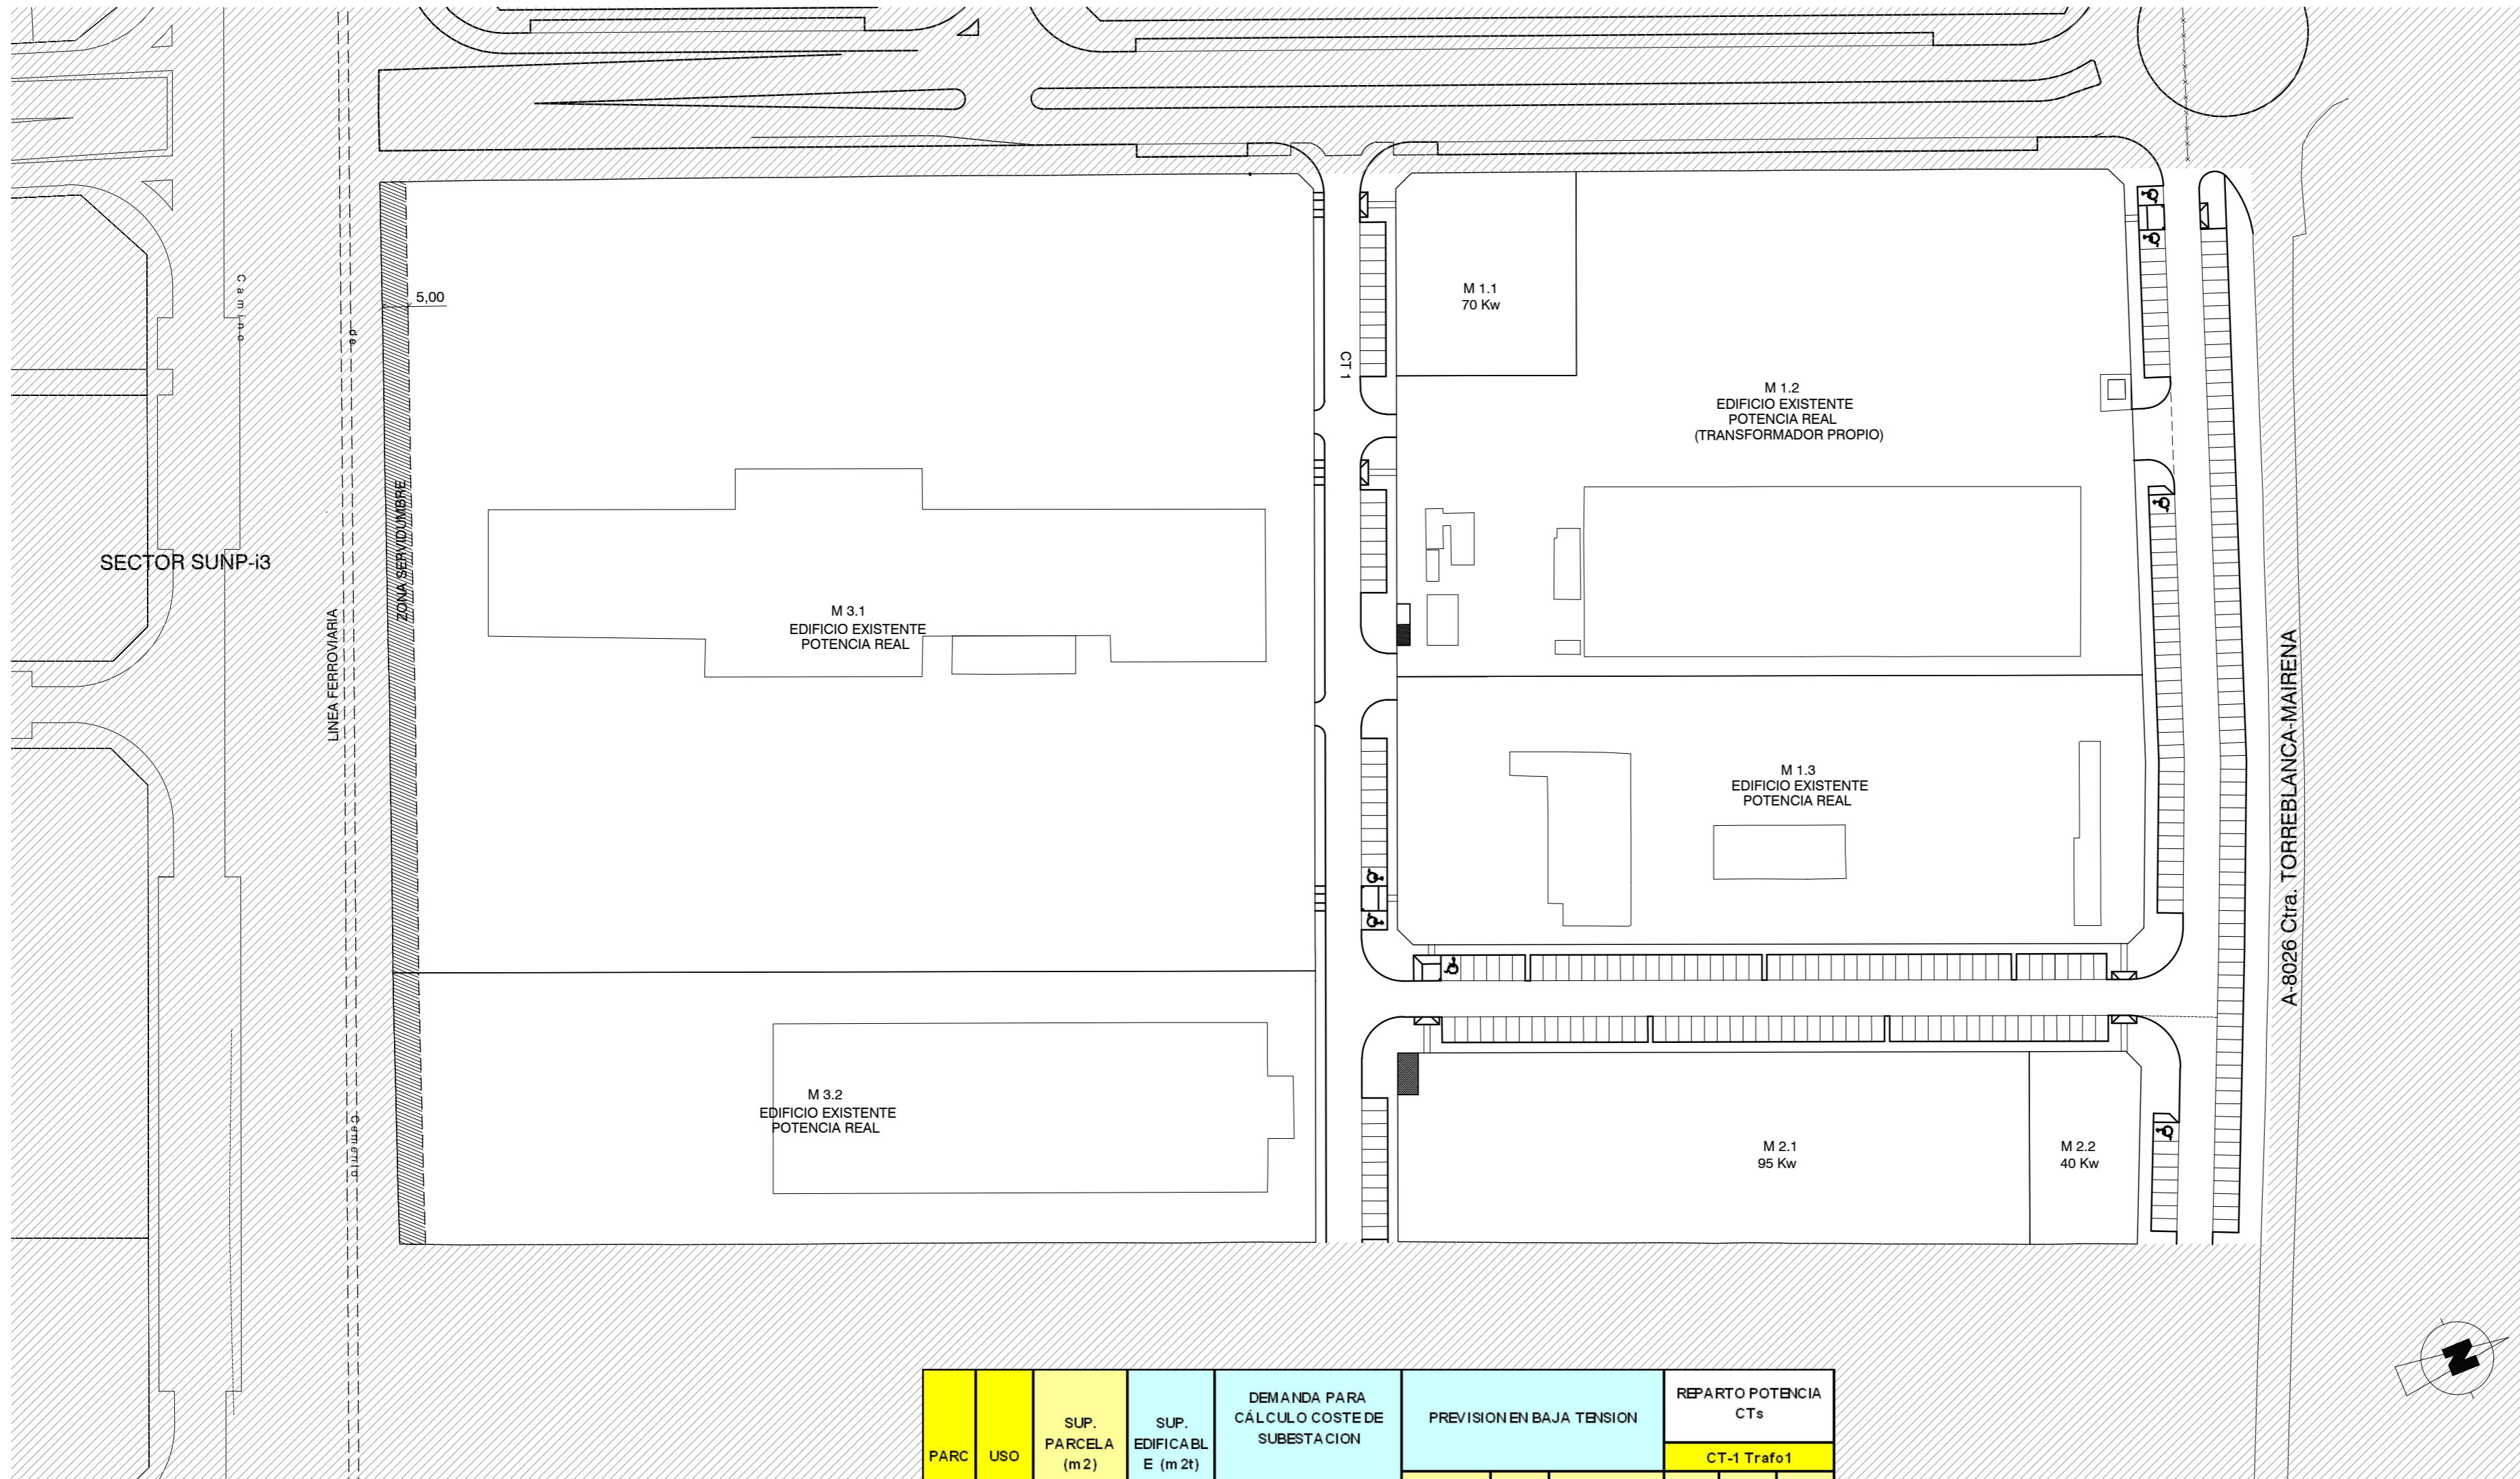 Camino
de
5,00
M 1.1
70 Kw
CT 1
M 1.2
EDIFICIO EXISTENTE
POTENCIA REAL
(TRANSFORMADOR PROPIO)
SECTOR SUNP-i3
ZONA SERVIDUMBRE
LINEA FERROVIARIA
M 3.1
EDIFICIO EXISTENTE
POTENCIA REAL
M 1.3
EDIFICIO EXISTENTE
POTENCIA REAL
A-8026 Ctra. TORREBLANCA-MAIRENA
M 3.2
EDIFICIO EXISTENTE
POTENCIA REAL
M 2.1
95 Kw
M 2.2
40 Kw
N
PARC
USO
SUP.
PARCELA
(m2)
SUP.
EDIFICABL
E (m2t)
DEMANDA PARA
CÁLCULO COSTE DE
SUBESTACION
PREVISION EN BAJA TENSION
REPARTO POTENCIA
CTs
CT-1 Trafo1